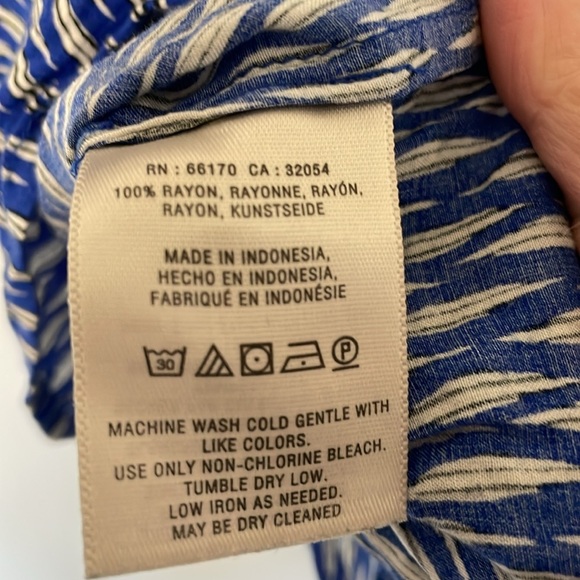 RN : 66170 CA : 32054
100% RAYON, RAYONNE, RAYÓN,
RAYON, KUNSTSEIDE
MADE IN INDONESIA,
HECHO EN INDONESIA,
FABRIQUÉ EN INDONÉSIE
30 P
MACHINE WASH COLD GENTLE WITH
LIKE COLORS.
USE ONLY NON-CHLORINE BLEACH.
TUMBLE DRY LOW.
LOW IRON AS NEEDED.
MAY BE DRY CLEANED